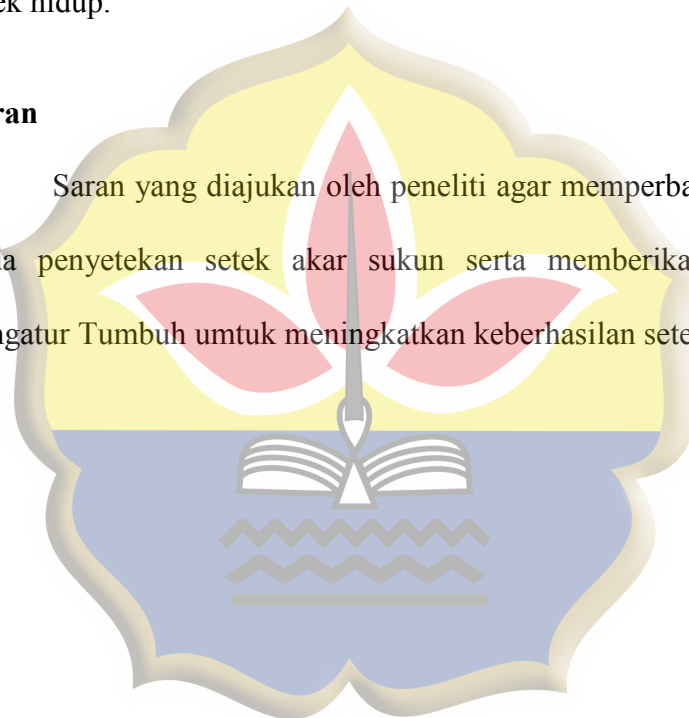 ek hidup.
ran
Saran yang diajukan oleh peneliti agar memperba
a penyetekan setek akar sukun serta memberika
ngatur Tumbuh umtuk meningkatkan keberhasilan sete